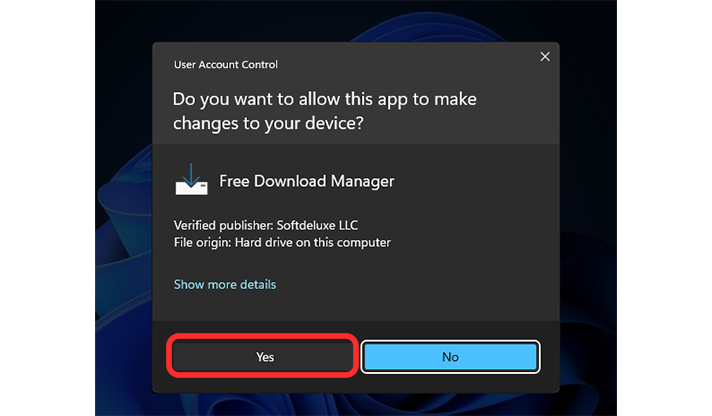 User Account Control
Do you want to allow this app to make
changes to your device?
Free Download Manager
Verified publisher: Softdeluxe LLC
File origin: Hard drive on this computer
Show more details
Yes
No